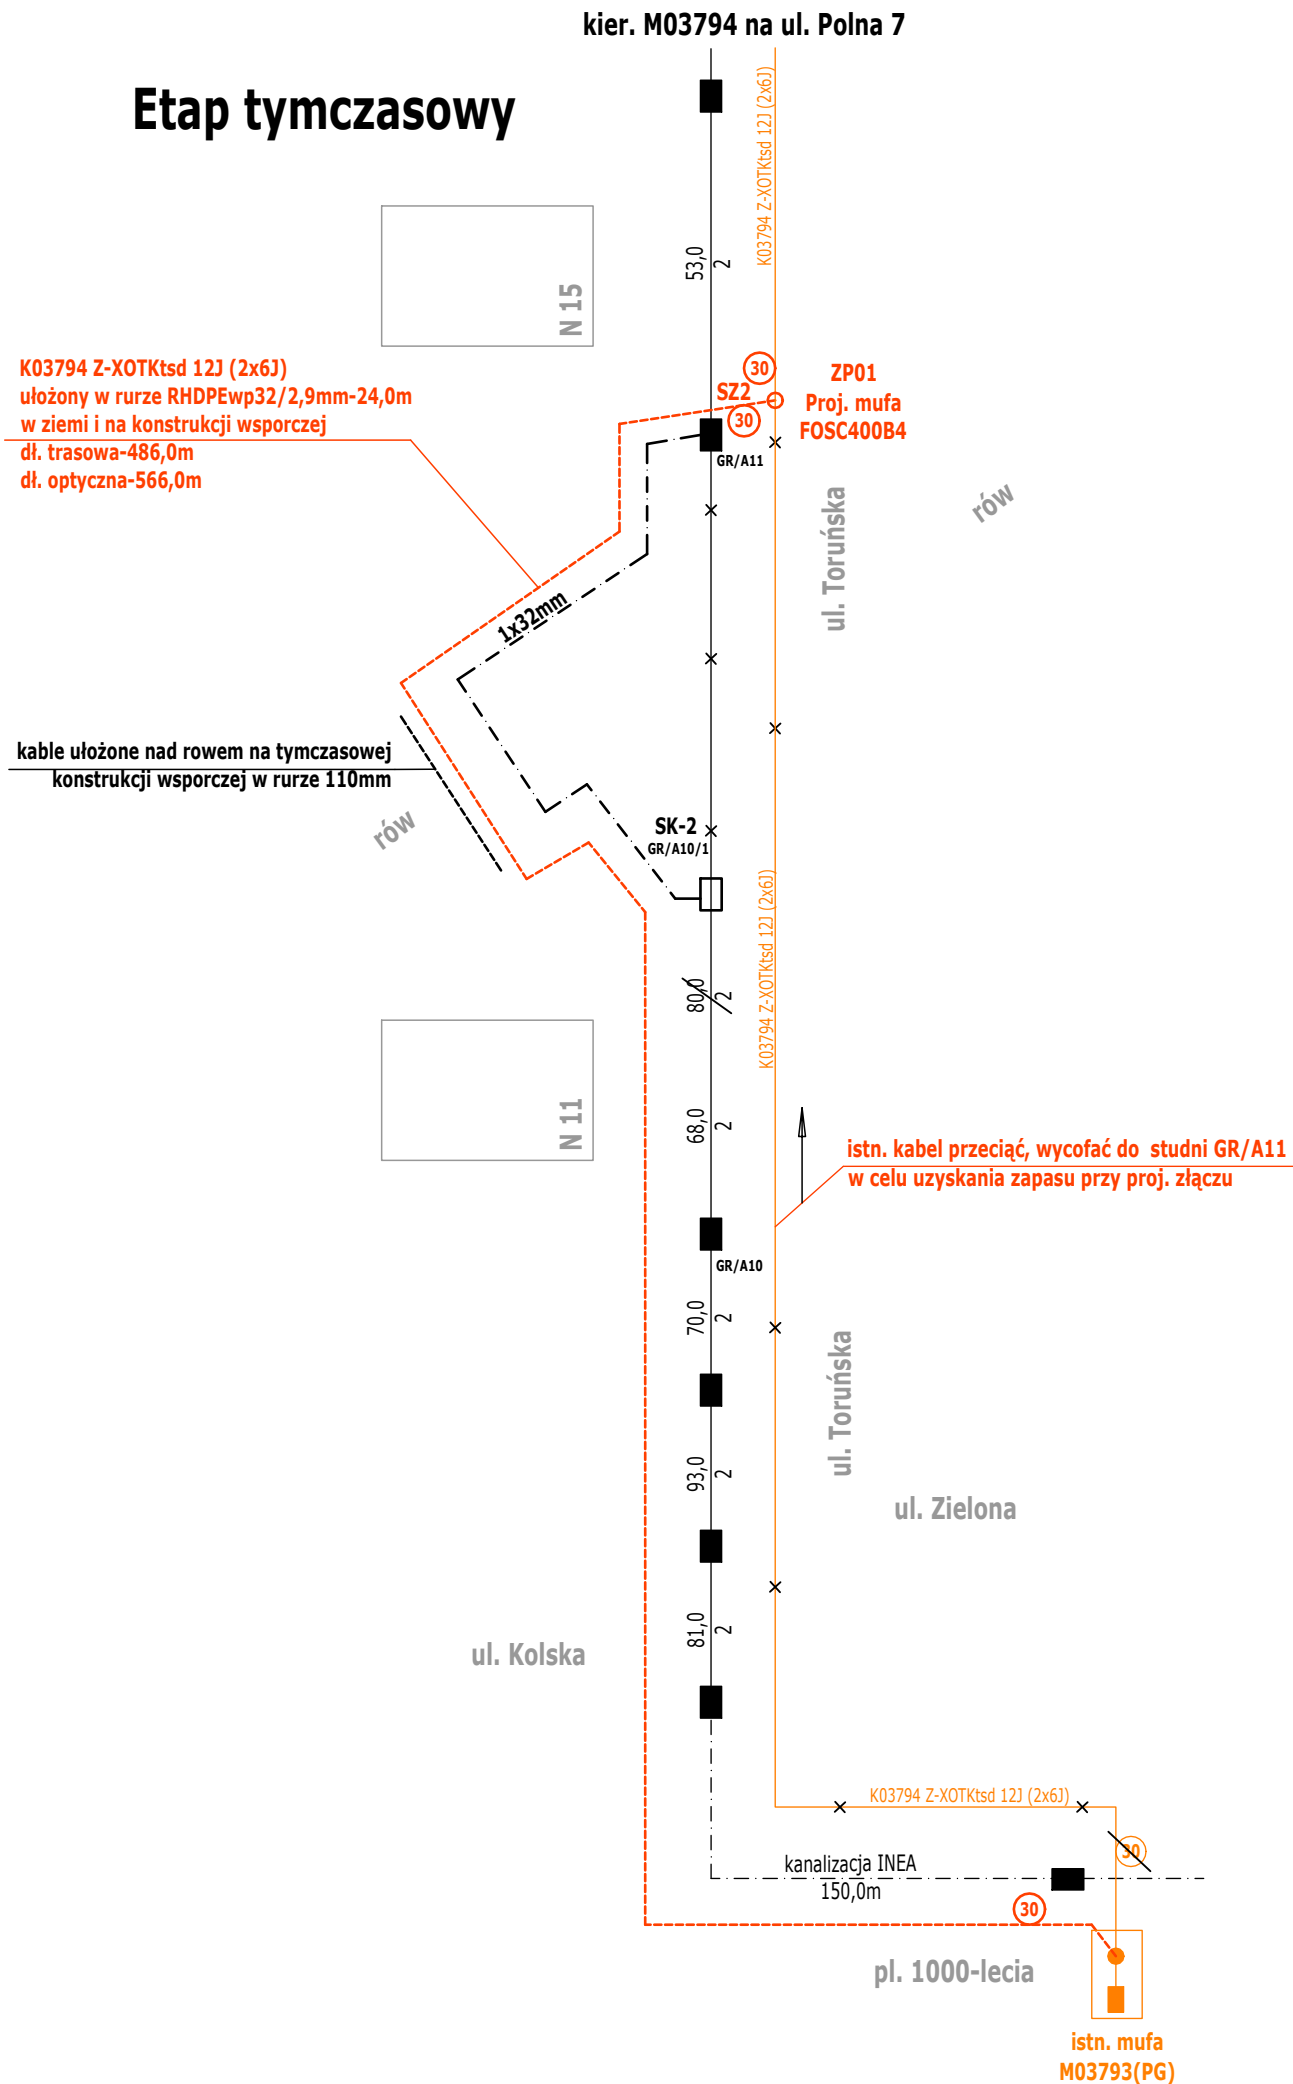 kier. M03794 na ul. Polna 7
Etap tymczasowy
K03794 Z-XOTKtsd 12J (2x6J)
53,0
2
N 15
K03794 Z-XOTKtsd 12J (2x6J)
ułożony w rurze RHDPEwp32/2,9mm-24,0m
w ziemi i na konstrukcji wsporczej
dł. trasowa-486,0m
dł. optyczna-566,0m
30
SZ2
30
ZP01
Proj. mufa
FOSC400B4
GR/A11
ul. Toruńska
rów
1x32mm
kable ułożone nad rowem na tymczasowej
konstrukcji wsporczej w rurze 110mm
rów
SK-2
GR/A10/1
K03794 Z-XOTKtsd 12J (2x6J)
80,0
2
N 11
68,0
2
istn. kabel przeciąć, wycofać do studni GR/A11
w celu uzyskania zapasu przy proj. złączu
GR/A10
70,0
2
ul. Toruńska
93,0
2
ul. Zielona
81,0
2
ul. Kolska
K03794 Z-XOTKtsd 12J (2x6J)
30
kanalizacja INEA
150,0m
30
pl. 1000-lecia
istn. mufa
M03793(PG)